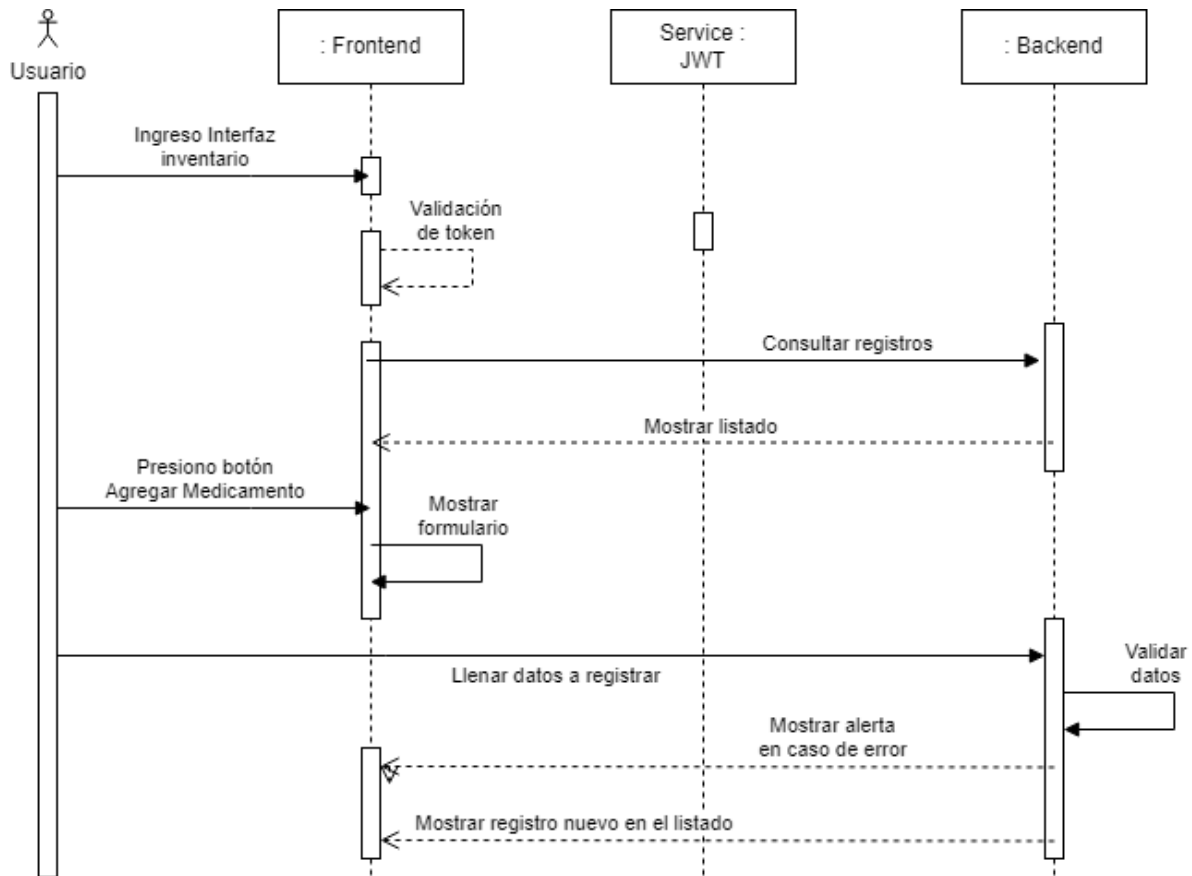 Usuario
: Frontend
Service :
JWT
: Backend
Ingreso Interfaz
inventario
Validación
de token
Consultar registros
Mostrar listado
Presiono botón
Agregar Medicamento
Mostrar
formulario
Llenar datos a registrar
Validar
datos
Mostrar alerta
en caso de error
Mostrar registro nuevo en el listado